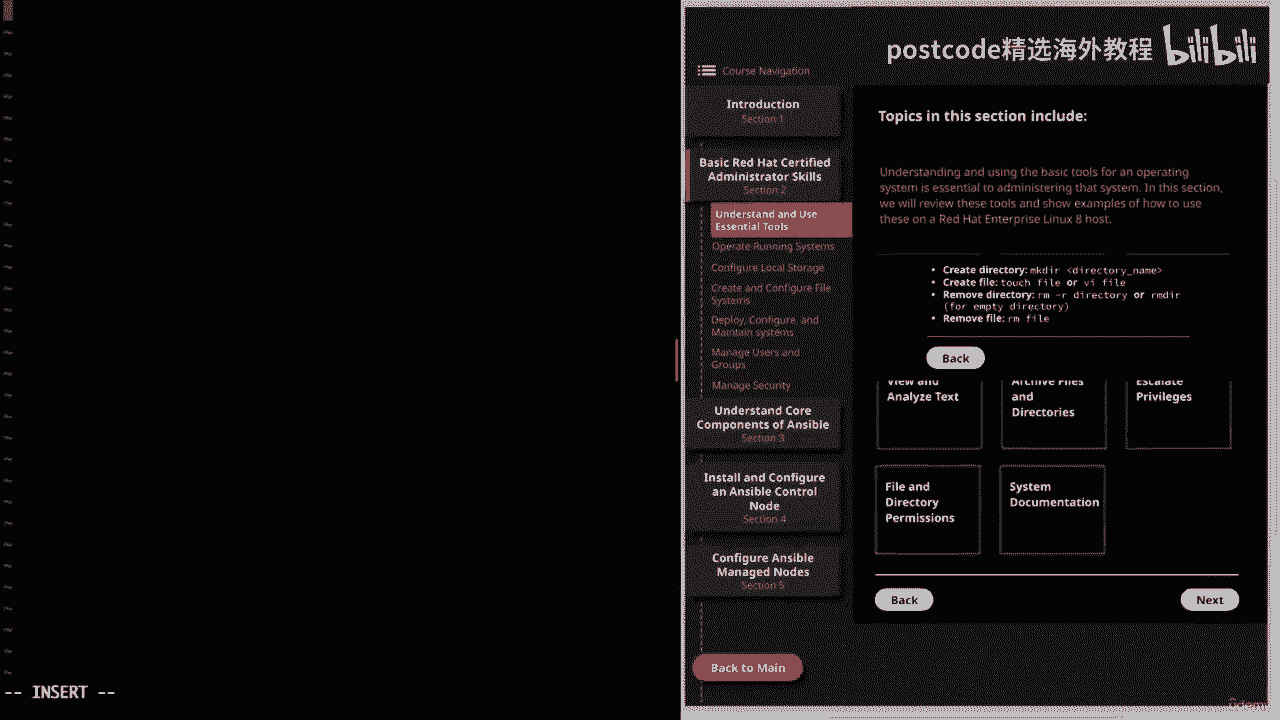 -- INSERT --
postcode精选海外教程 bilibili
Course Navigation
Introduction
Section 1
Basic Red Hat Certified
Administrator Skills
Section 2
Understand and Use
Essential Tools
Operate Running Systems
Configure Local Storage
Create and Configure File
Systems
Deploy, Configure, and
Maintain systems
Manage Users and
Groups
Manage Security
Understand Core
Components of Ansible
Section 3
Install and Configure
an Ansible Control
Node
Section 4
Configure Ansible
Managed Nodes
Section 5
Back to Main
Topics in this section include:
Understanding and using the basic tools for an operating
system is essential to administering that system. In this section,
we will review these tools and show examples of how to use
these on a Red Hat Enterprise Linux 8 host.
• Create directory: mkdir <directory_name>
• Create file: touch file or vi file
• Remove directory: rm -r directory or rmdir
(for empty directory)
• Remove file: rm file
Back
View and
Analyze Text
Archive Files
and
Directories
Escalate
Privileges
File and
Directory
Permissions
System
Documentation
Back
Next
ûdemy